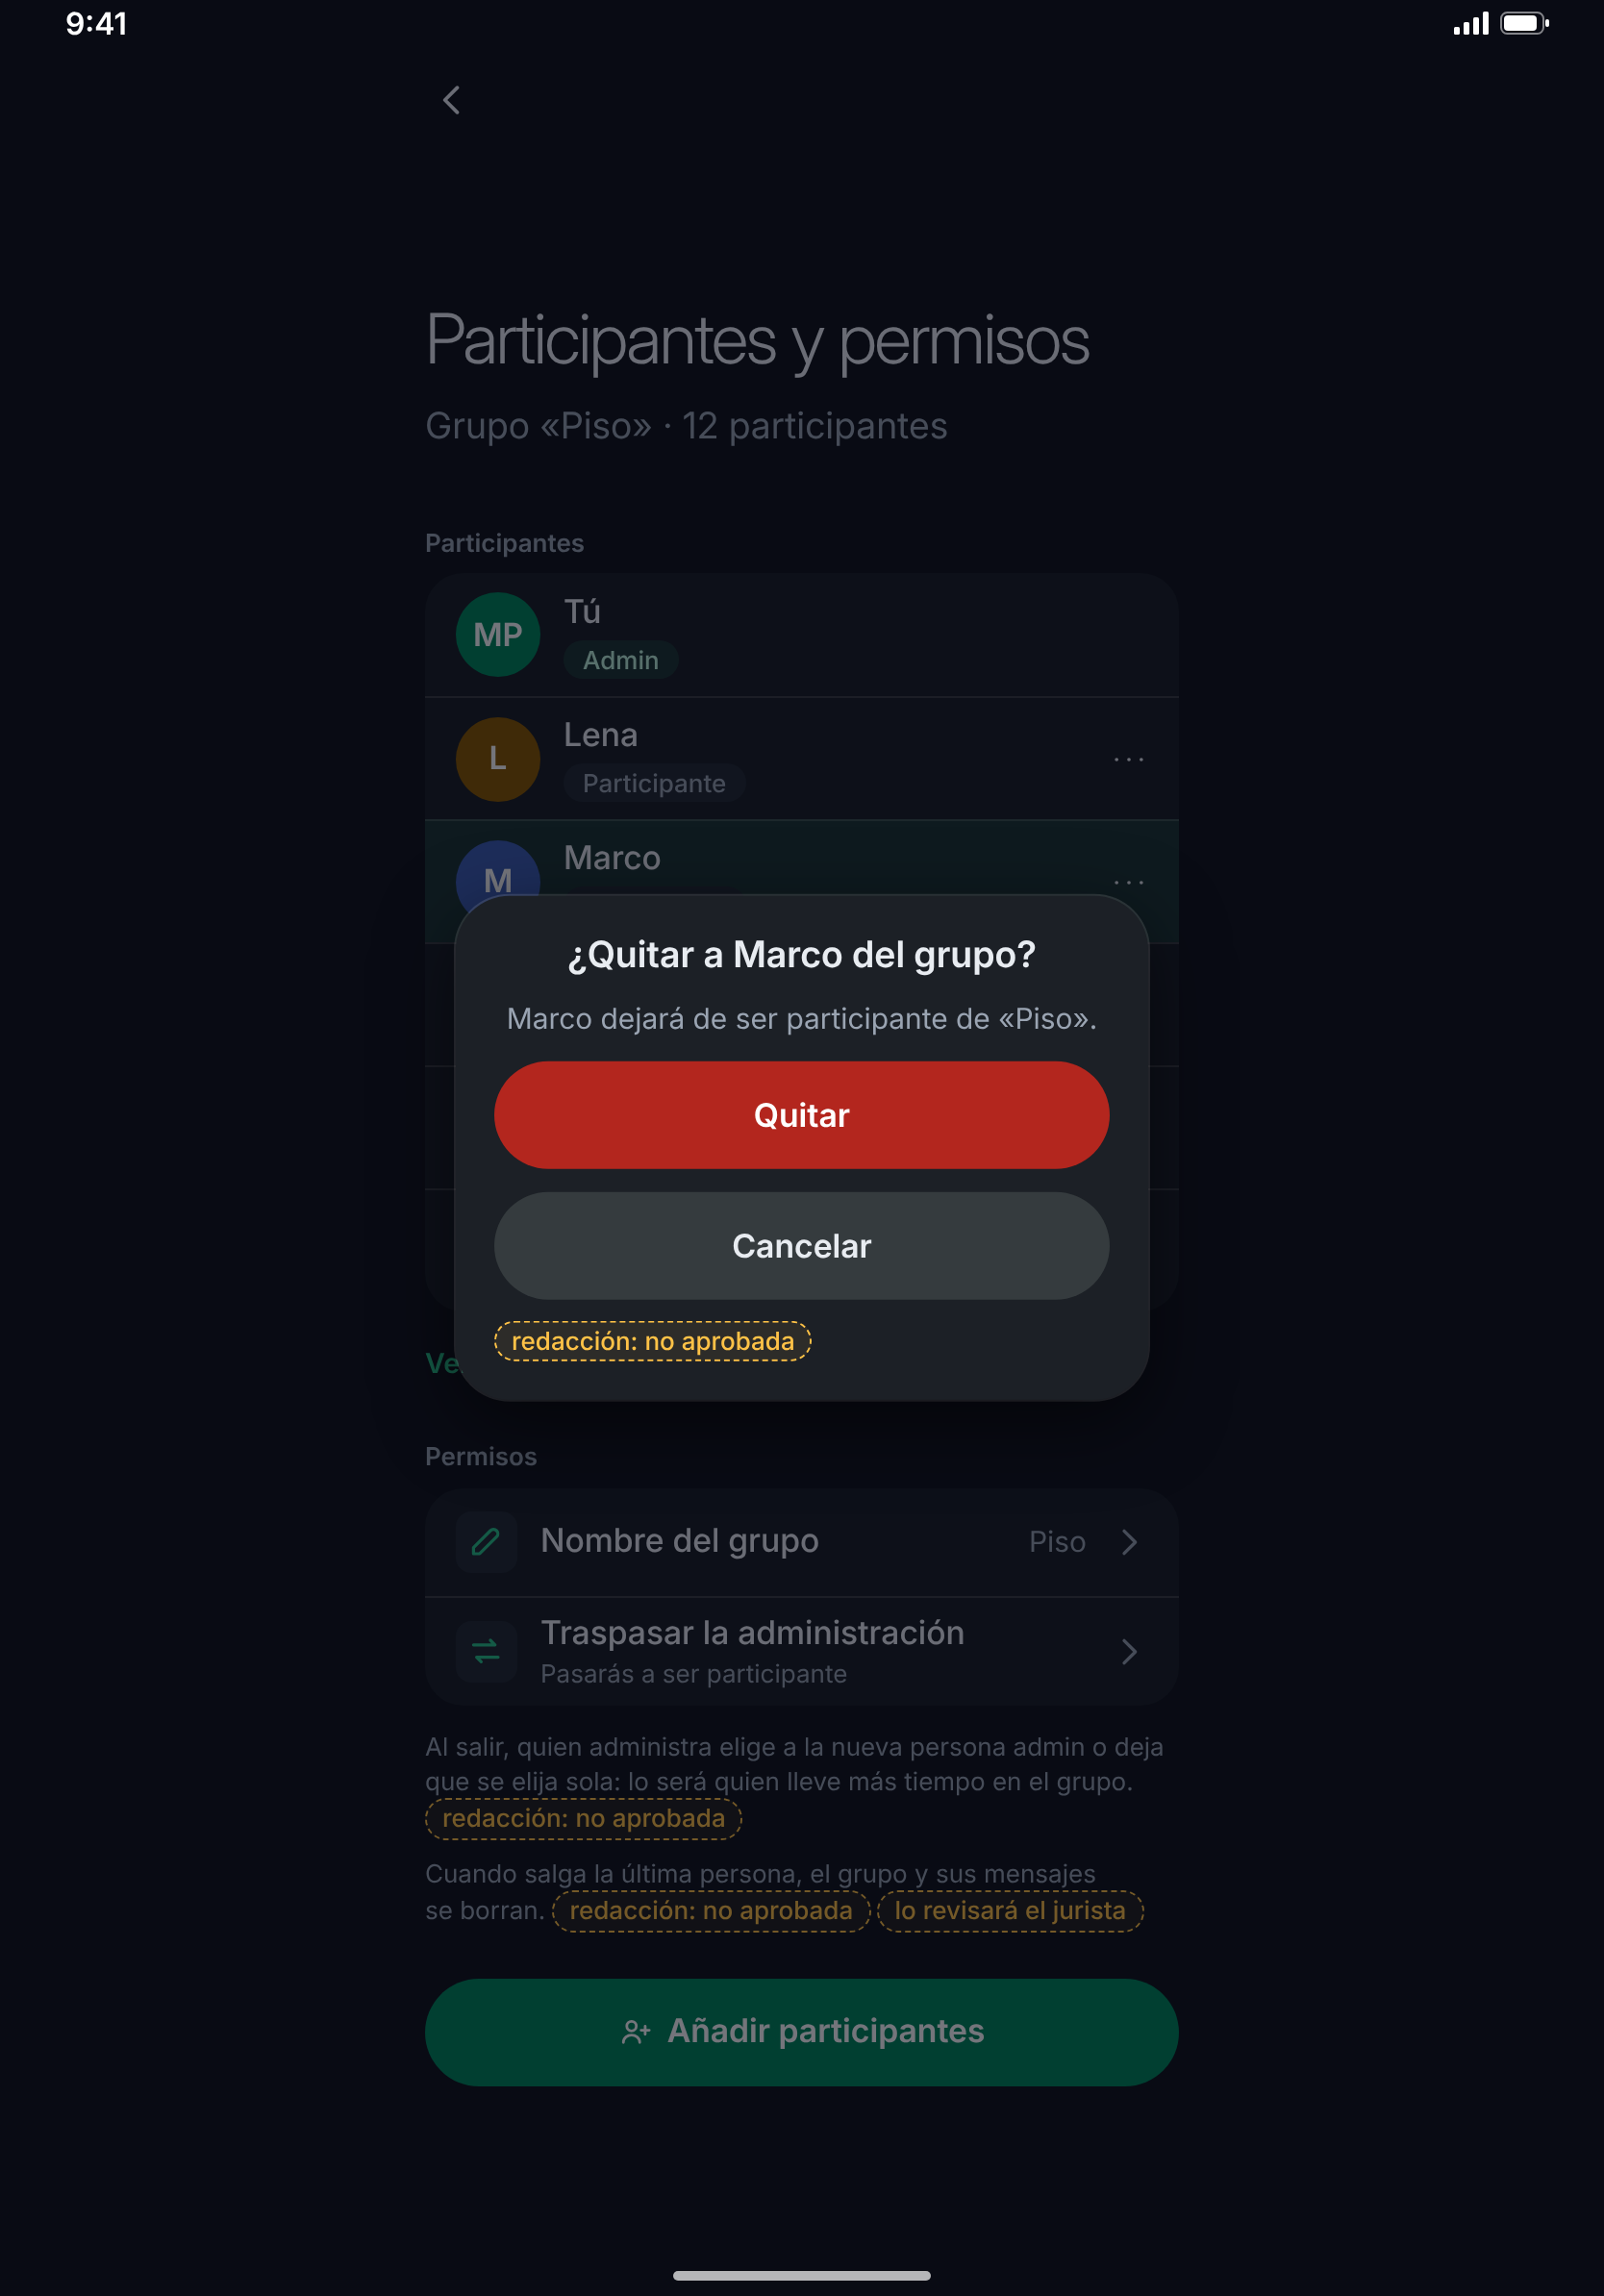 9:41
Participantes y permisos
Grupo «Piso» · 12 participantes
Participantes
MP
Tú
Admin
L
Lena
Participante
M
Marco
¿Quitar a Marco del grupo?
Marco dejará de ser participante de «Piso».
Quitar
Cancelar
redacción: no aprobada
Permisos
Nombre del grupo
Piso
Traspasar la administración
Pasarás a ser participante
Al salir, quien administra elige a la nueva persona admin o deja
que se elija sola: lo será quien lleve más tiempo en el grupo.
redacción: no aprobada
Cuando salga la última persona, el grupo y sus mensajes
se borran. redacción: no aprobada lo revisará el jurista
Añadir participantes